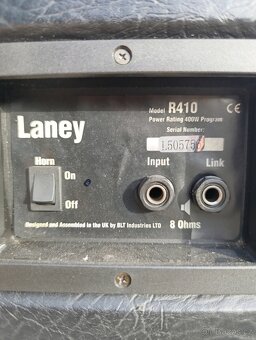 Laney
Model R410
Power Rating 400W Program
Serial Number:
Horn
On
Off
Input
Link
8 Ohms
Designed and Assembled in the UK by BLT Industries LTD
CE